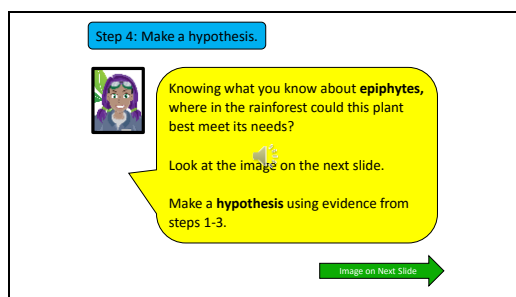 Step 4: Make a hypothesis.
Knowing what you know about epiphytes,
where in the rainforest could this plant
best meet its needs?
Look at the image on the next slide.
Make a hypothesis using evidence from
steps 1-3.
Image on Next Slide